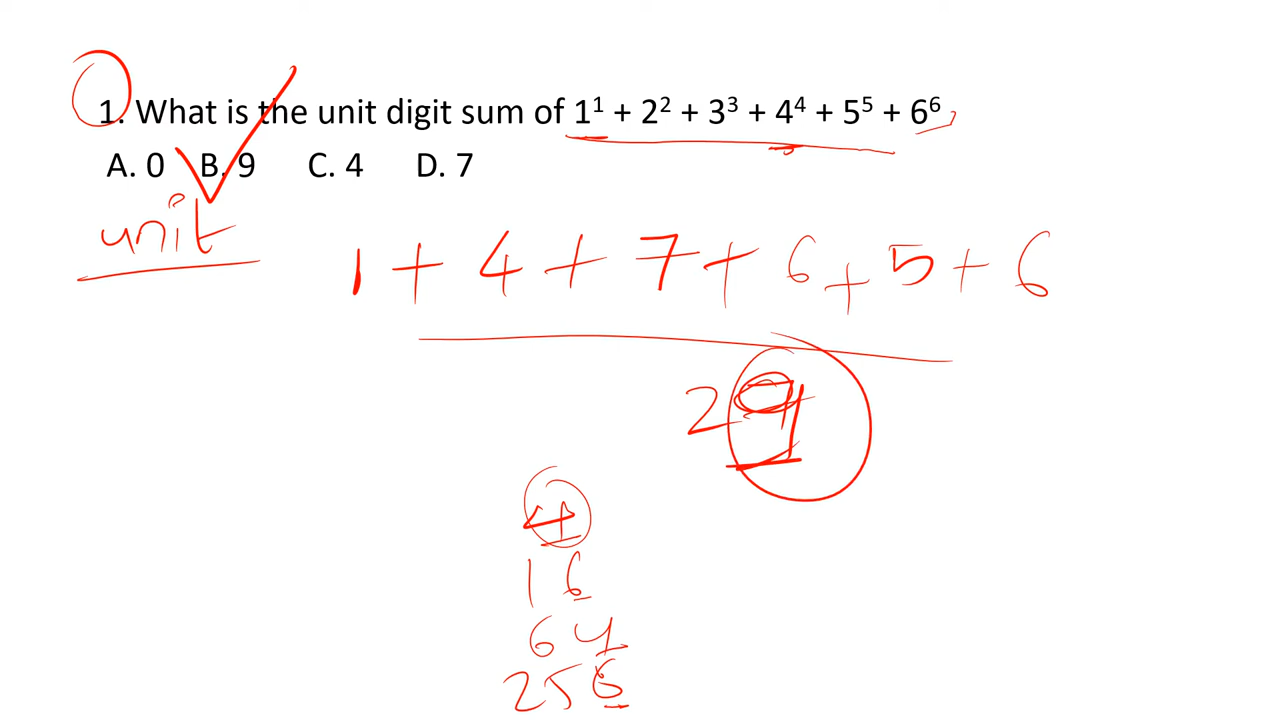 1. What is the unit digit sum of 1¹ + 2² + 3³ + 4⁴ + 5⁵ + 6⁶
A. 0 B. 9 C. 4 D. 7
unit
1 + 4 + 7 + 6 + 5 + 6
29
4
16
64
256